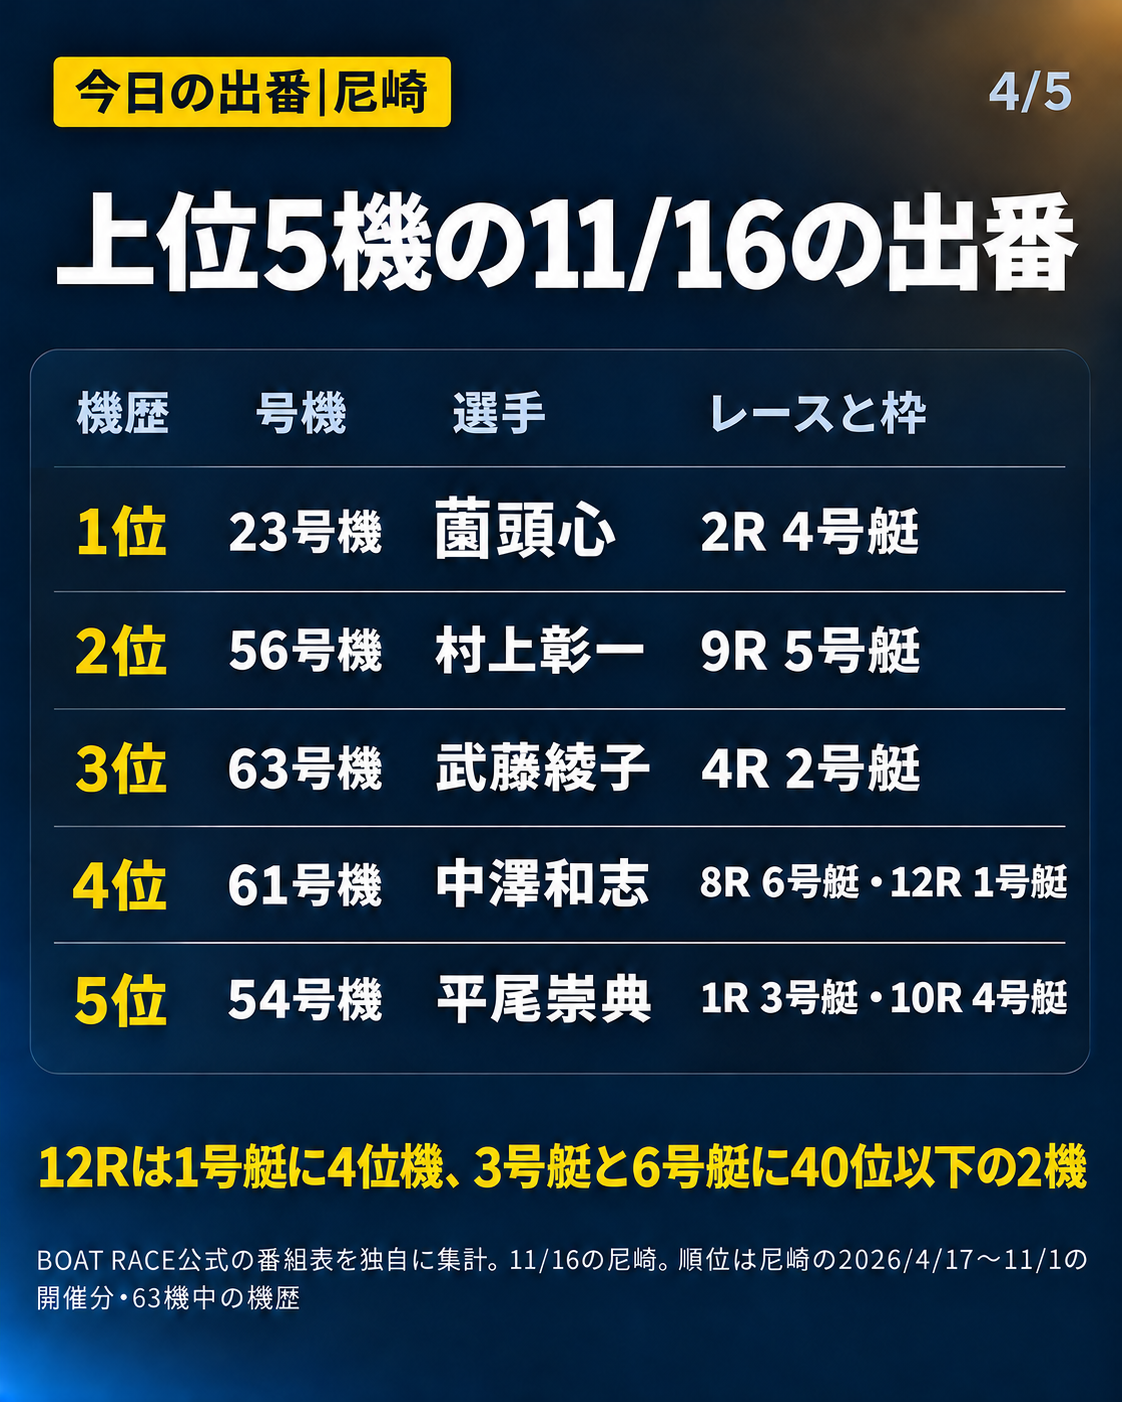 今日の出番|尼崎
4/5
上位5機の11/16の出番
機歴 号機 選手 レースと枠
1位 23号機 薗頭心 2R 4号艇
2位 56号機 村上彰一 9R 5号艇
3位 63号機 武藤綾子 4R 2号艇
4位 61号機 中澤和志 8R 6号艇・12R 1号艇
5位 54号機 平尾崇典 1R 3号艇・10R 4号艇
12Rは1号艇に4位機、3号艇と6号艇に40位以下の2機
BOAT RACE公式の番組表を独自に集計。11/16の尼崎。順位は尼崎の2026/4/17〜11/1の
開催分・63機中の機歴